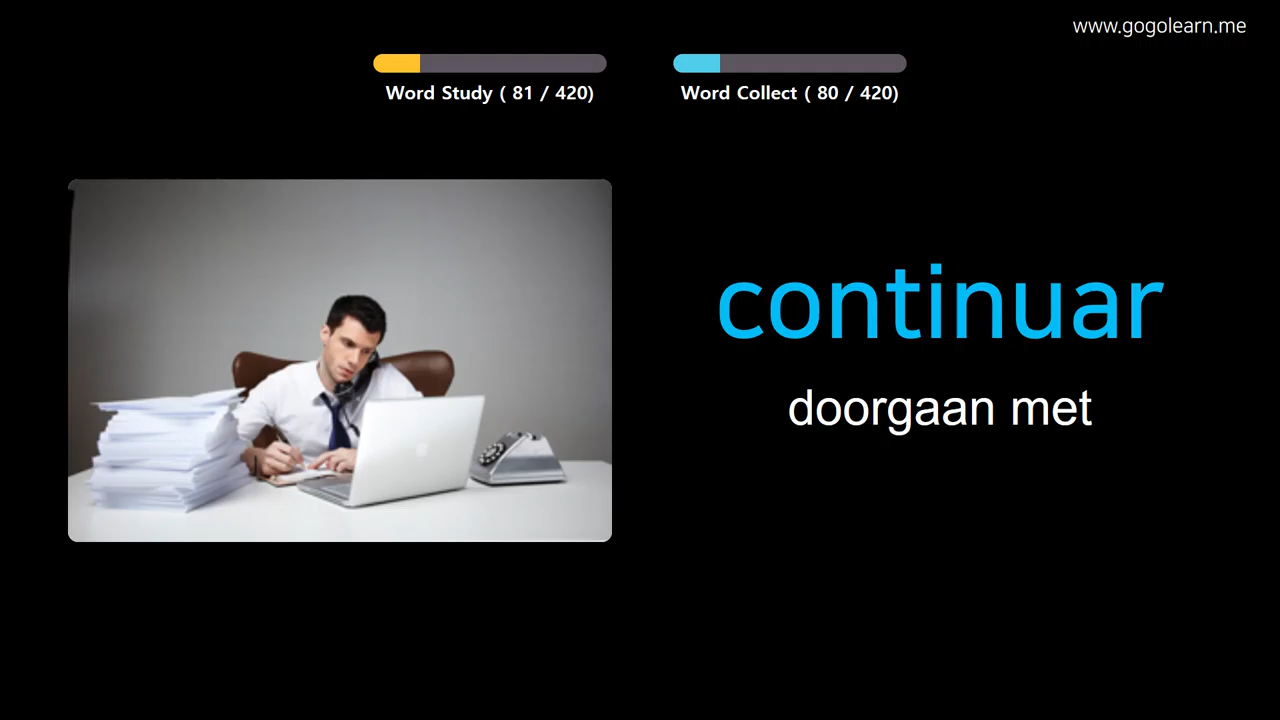 www.gogolearn.me
Word Study ( 81 / 420)
Word Collect ( 80 / 420)
continuar
doorgaan met